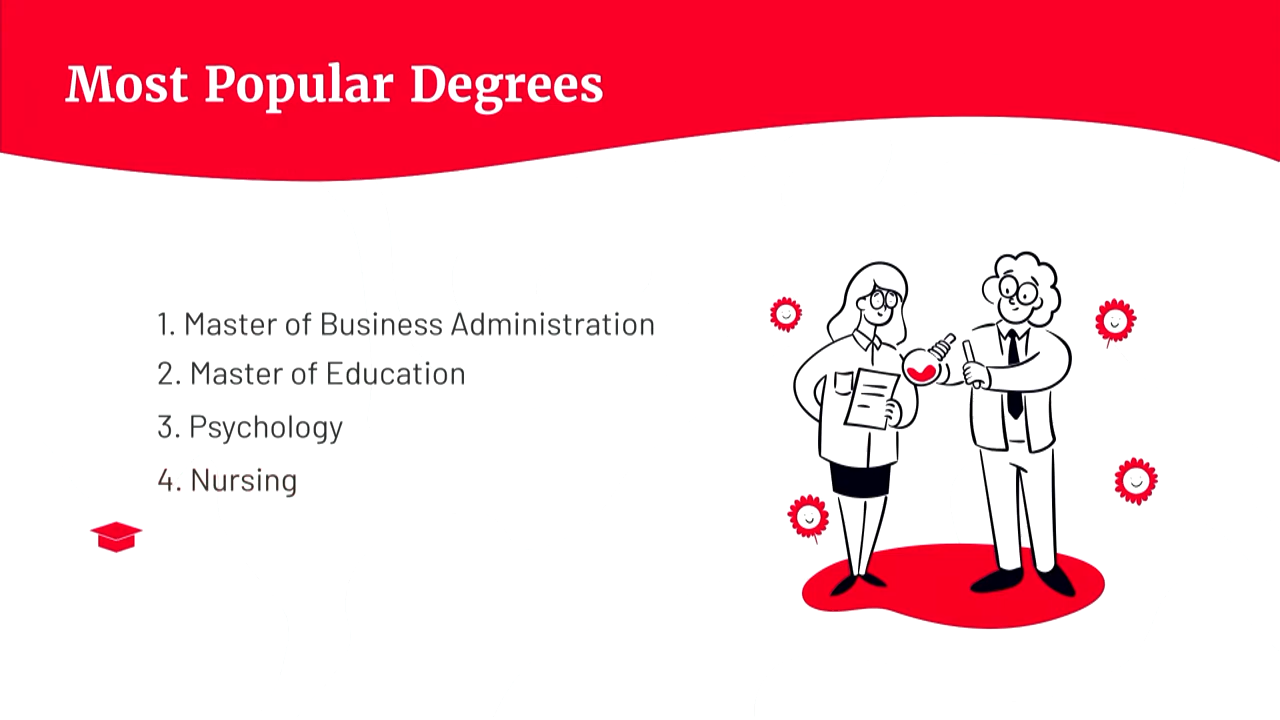 Most Popular Degrees
1. Master of Business Administration
2. Master of Education
3. Psychology
4. Nursing